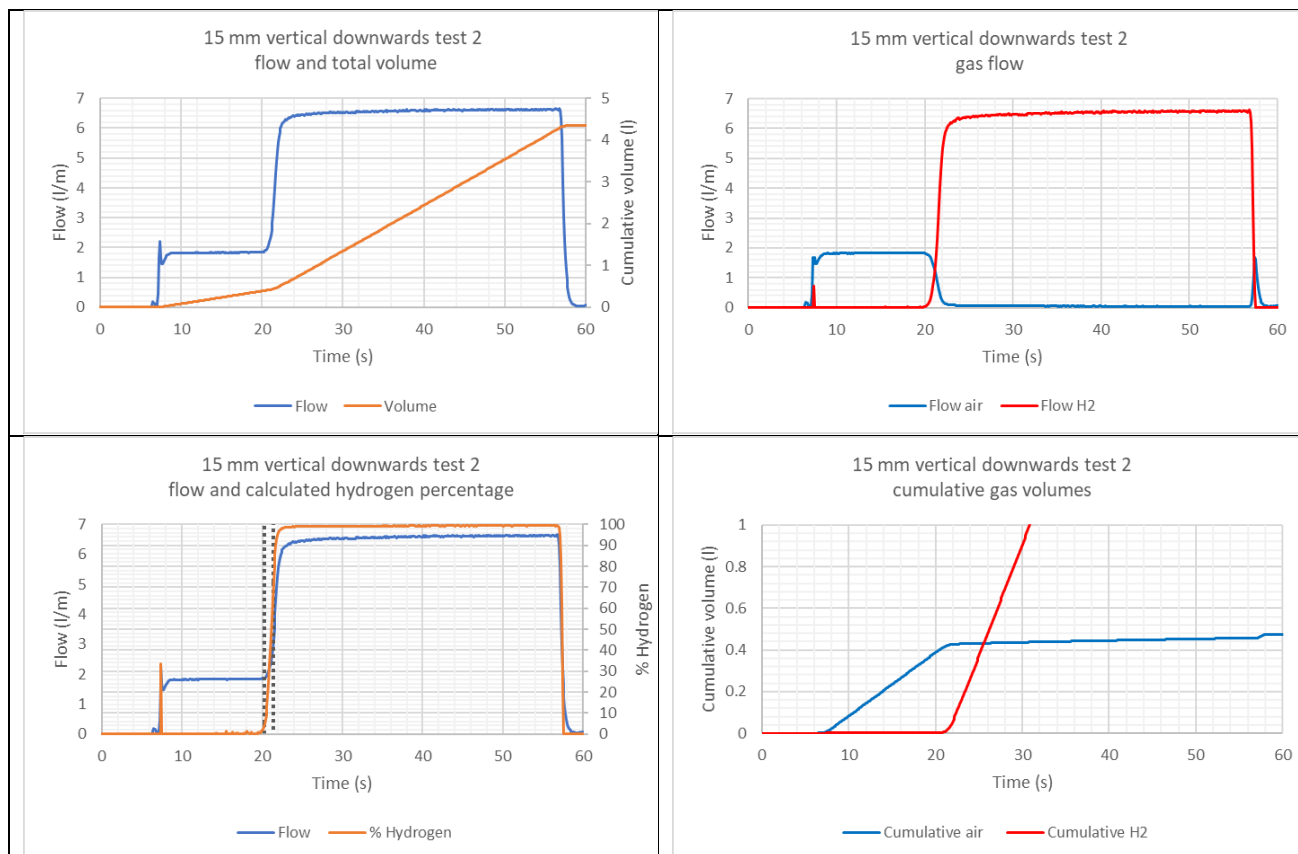 15 mm vertical downwards test 2
flow and total volume
7
6
5
4
3
2
1
0
Flow (l/m)
5
4
3
2
1
0
Cumulative volume (l)
0 10 20 30 40 50 60
Time (s)
Flow Volume
15 mm vertical downwards test 2
gas flow
7
6
5
4
3
2
1
0
Flow (l/m)
0 10 20 30 40 50 60
Time (s)
Flow air Flow H2
15 mm vertical downwards test 2
flow and calculated hydrogen percentage
7
6
5
4
3
2
1
0
Flow (l/m)
100
90
80
70
60
50
40
30
20
10
0
% Hydrogen
0 10 20 30 40 50 60
Time (s)
Flow % Hydrogen
15 mm vertical downwards test 2
cumulative gas volumes
1
0.8
0.6
0.4
0.2
0
Cumulative volume (l)
0 10 20 30 40 50 60
Time (s)
Cumulative air Cumulative H2